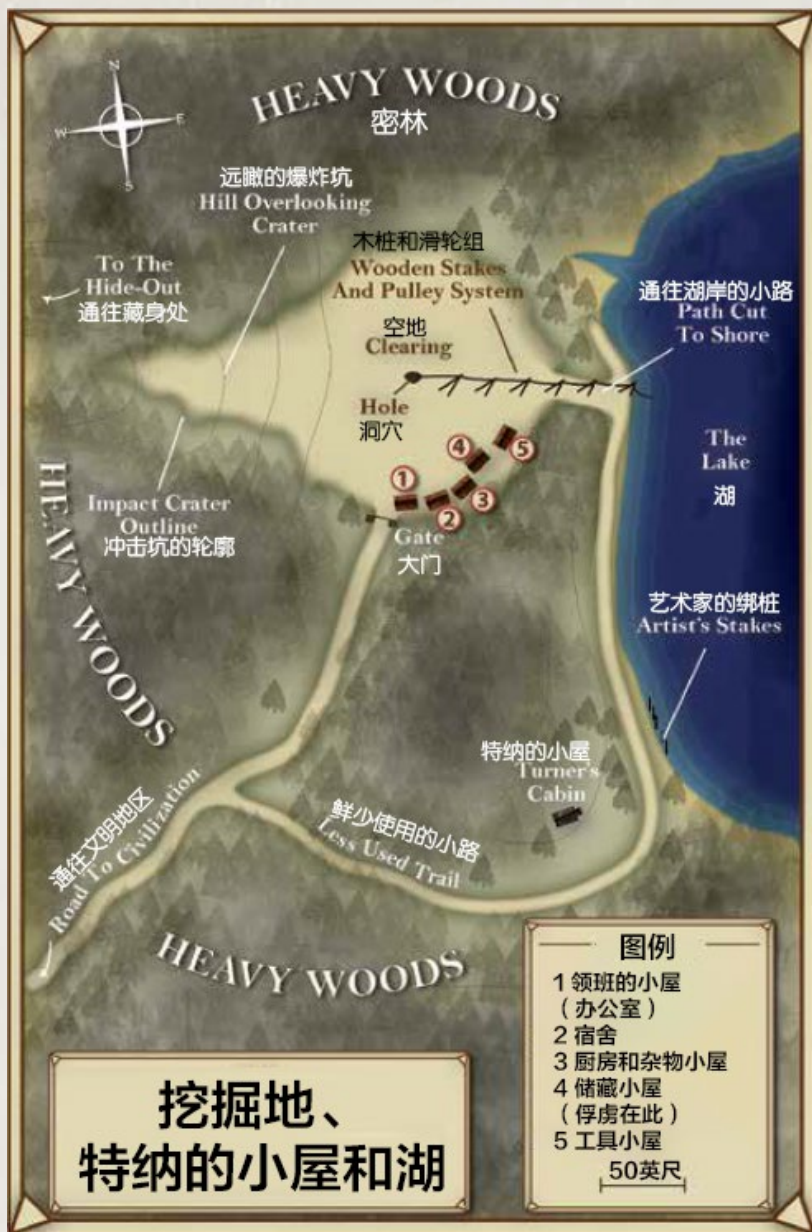 N
W
E
S
HEAVY WOODS
密林
远瞰的爆炸坑
Hill Overlooking
Crater
木桩和滑轮组
Wooden Stakes
And Pulley System
To The
Hide-Out
通往藏身处
通往湖岸的小路
Path Cut
To Shore
空地
Clearing
Hole
洞穴
The
Lake
湖
1
2
3
4
5
HEAVY WOODS
Impact Crater
Outline
冲击坑的轮廓
Gate
大门
艺术家的绑桩
Artist's Stakes
特纳的小屋
Turner's
Cabin
通往文明地区
Road To Civilization
鲜少使用的小路
Less Used Trail
HEAVY WOODS
图例
1 领班的小屋
（办公室）
2 宿舍
3 厨房和杂物小屋
4 储藏小屋
（俘虏在此）
5 工具小屋
50英尺
挖掘地、
特纳的小屋和湖